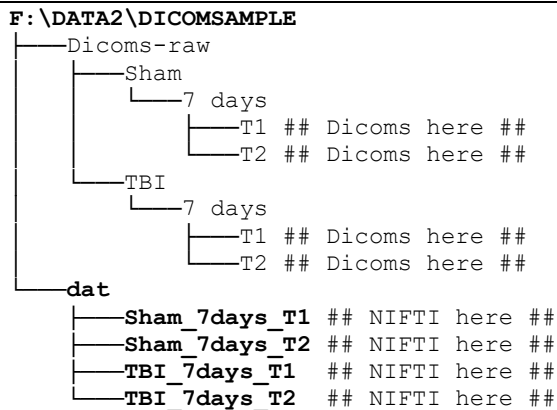 F:\DATA2\DICOMSAMPLE
├───Dicoms-raw
│   ├───Sham
│   │   └───7 days
│   │       ├───T1 ## Dicoms here ##
│   │       └───T2 ## Dicoms here ##
│   └───TBI
│       └───7 days
│           ├───T1 ## Dicoms here ##
│           └───T2 ## Dicoms here ##
└───dat
    ├───Sham_7days_T1 ## NIFTI here ##
    ├───Sham_7days_T2 ## NIFTI here ##
    ├───TBI_7days_T1  ## NIFTI here ##
    └───TBI_7days_T2  ## NIFTI here ##